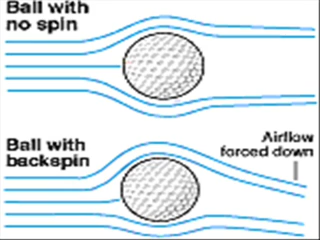 Ball with
no spin
Ball with
backspin
Airflow
forced down